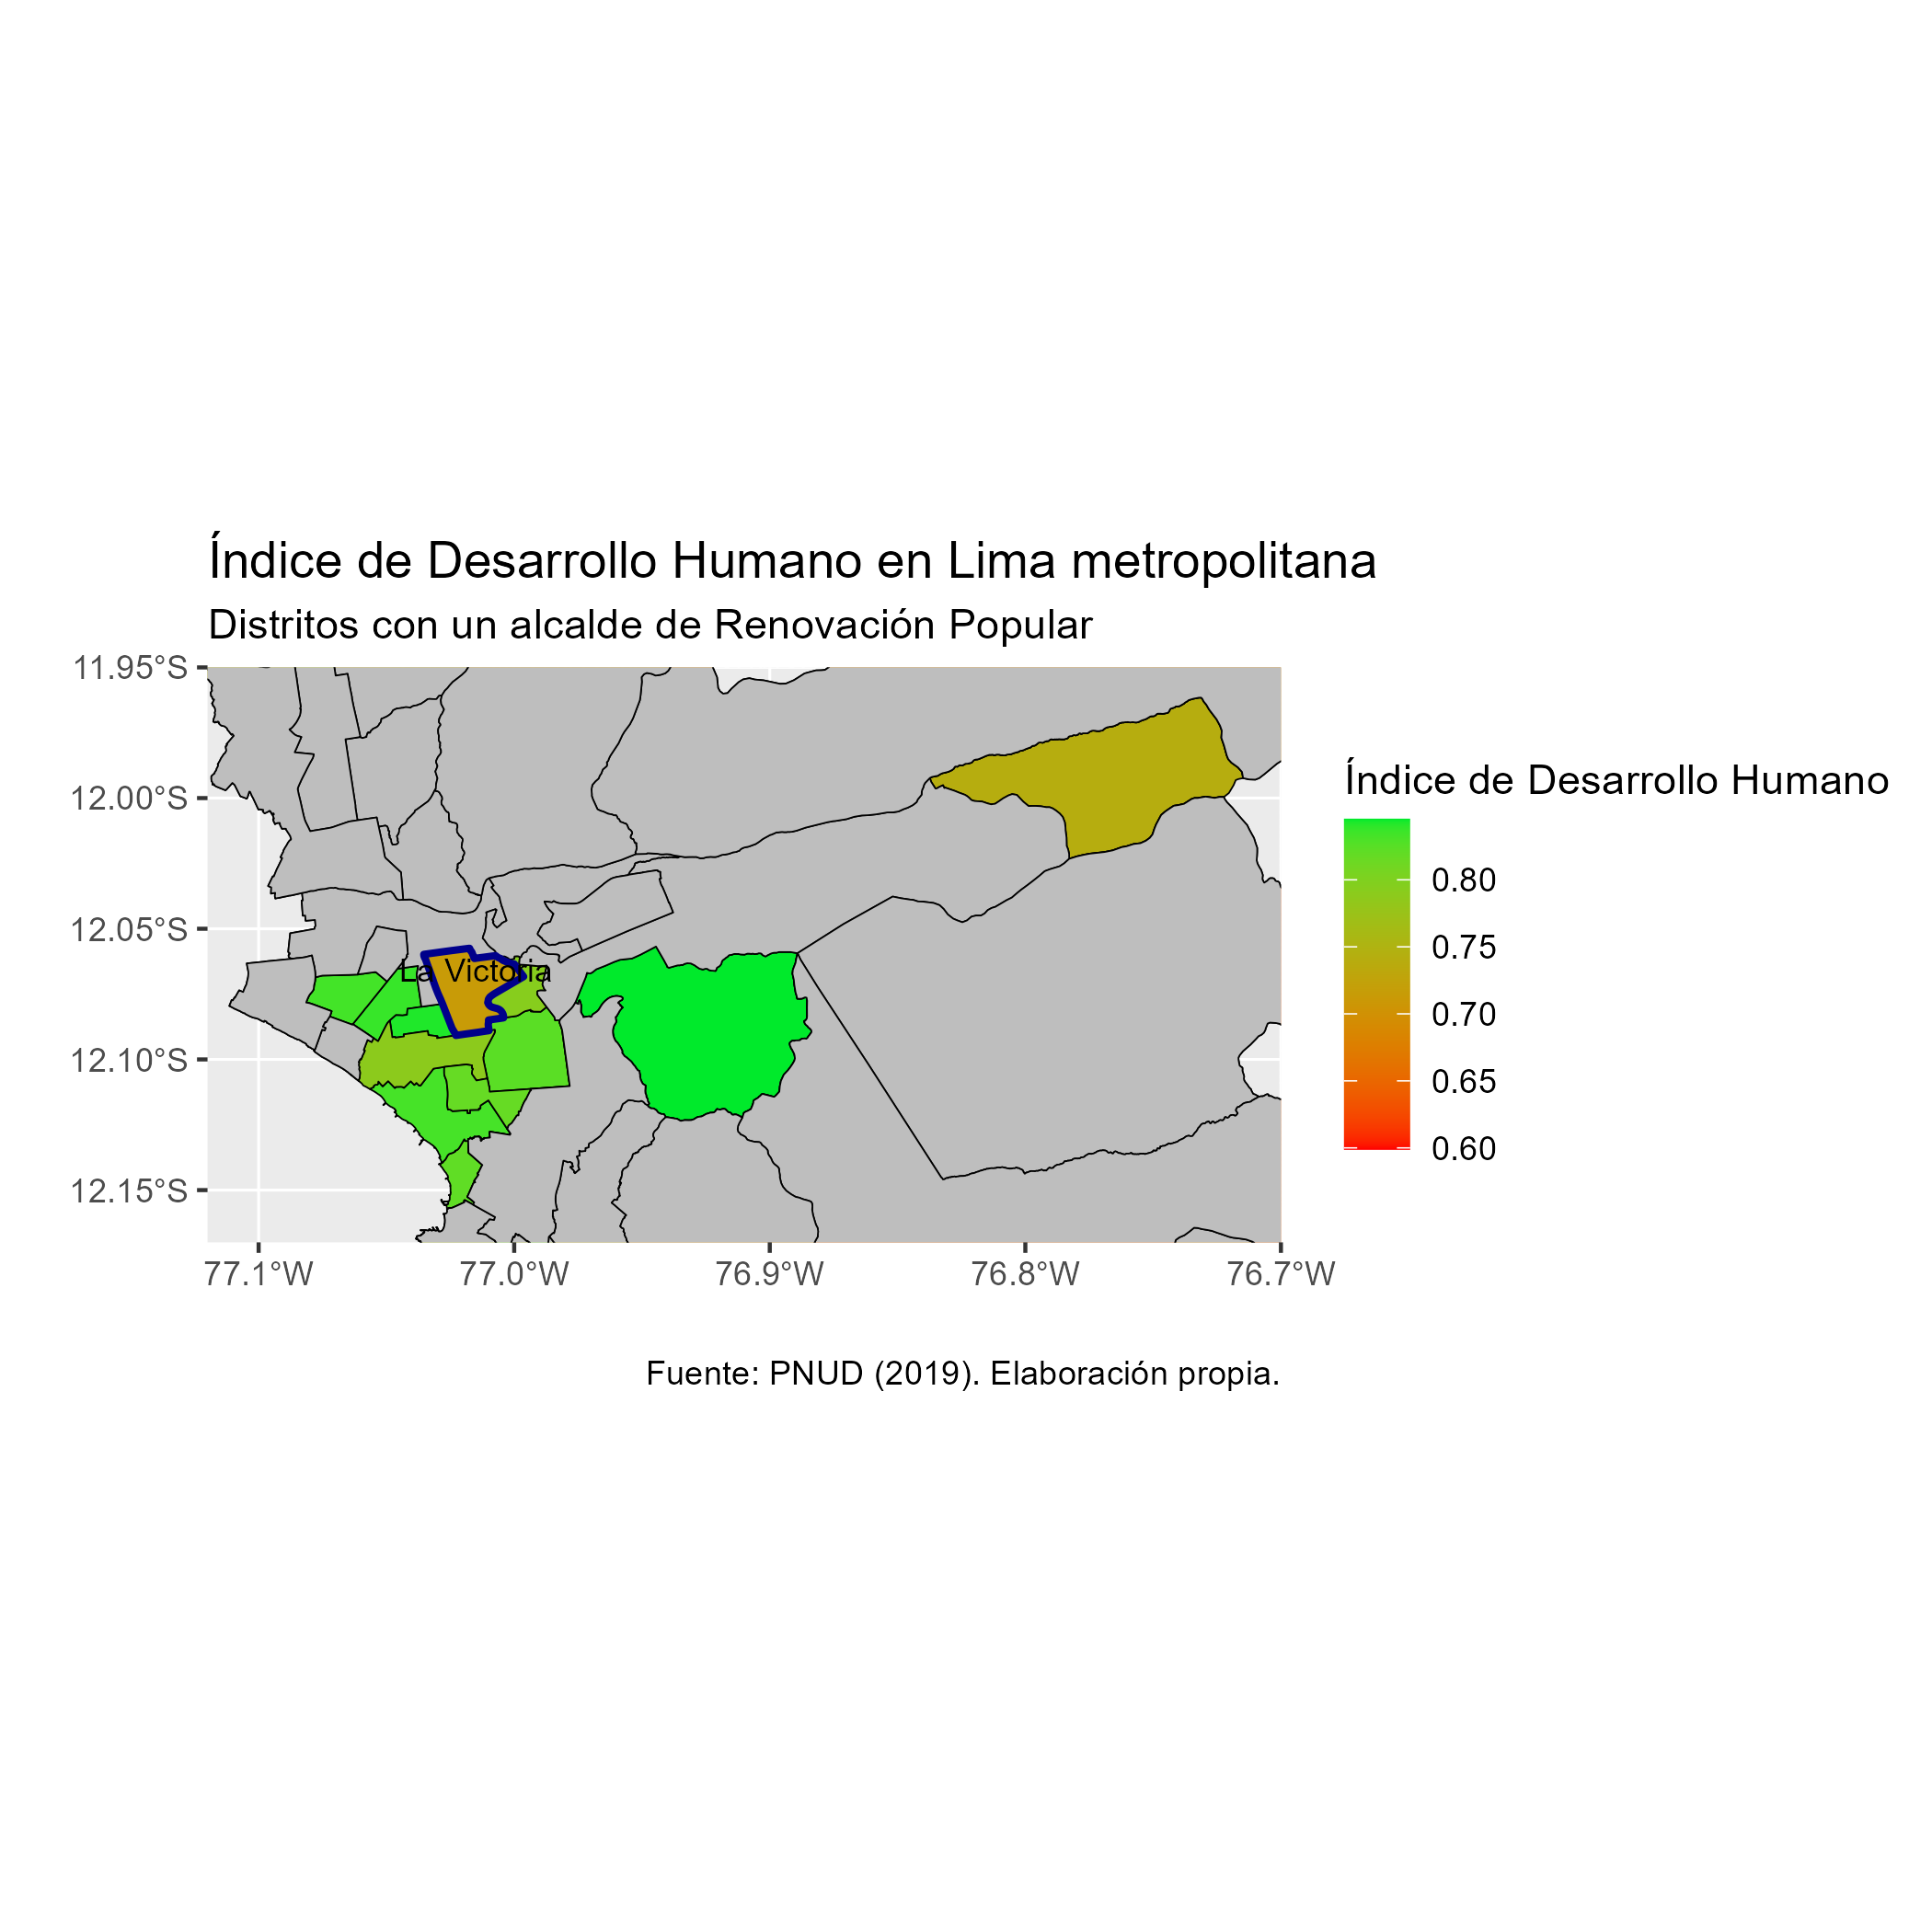 Índice de Desarrollo Humano en Lima metropolitana
Distritos con un alcalde de Renovación Popular
11.95°S
12.00°S
12.05°S
12.10°S
12.15°S
La Victoria
77.1°W
77.0°W
76.9°W
76.8°W
76.7°W
Índice de Desarrollo Humano
0.80
0.75
0.70
0.65
0.60
Fuente: PNUD (2019). Elaboración propia.